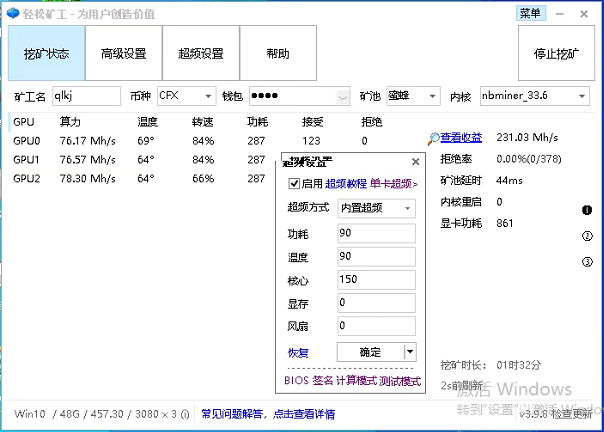 轻松矿工 - 为用户创造价值 菜单
挖矿状态 高级设置 超频设置 帮助 停止挖矿
矿工名 qlkj 币种 CFX 钱包 ●●●● 矿池 蜜蜂 内核 nbminer_33.6
GPU 算力 温度 转速 功耗 接受 拒绝
GPU0 76.17 Mh/s 69° 84% 287 123 0
GPU1 76.57 Mh/s 64° 84% 287
GPU2 78.30 Mh/s 64° 66% 287
查看收益 231.03 Mh/s
拒绝率 0.00%(0/378)
矿池延时 44ms
内核重启 0
显卡功耗 861
①
②
③
超频设置
启用 超频教程 单卡超频>
超频方式 内置超频
功耗 90
温度 90
核心 150
显存 0
风扇 0
恢复 确定
BIOS 签名 计算模式 测试模式
挖矿时长: 01时32分
2s前刷新
激活 Windows
转到"设置"以激活 Windo
Win10 / 48G / 457.30 / 3080 × 3 (i) 常见问题解答，点击查看详情 v3.9.8 检查更新